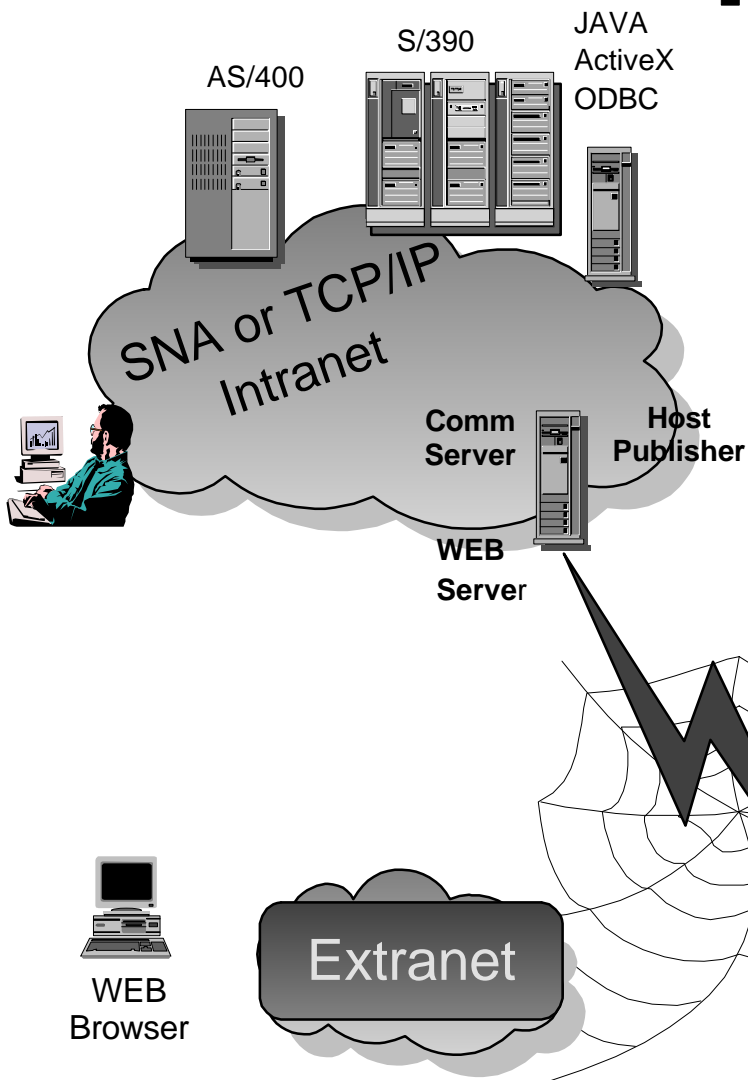 JAVA
ActiveX
ODBC
S/390
AS/400
SNA or TCP/IP
Intranet
Comm
Server
Host
Publisher
WEB
Server
Extranet
WEB
Browser